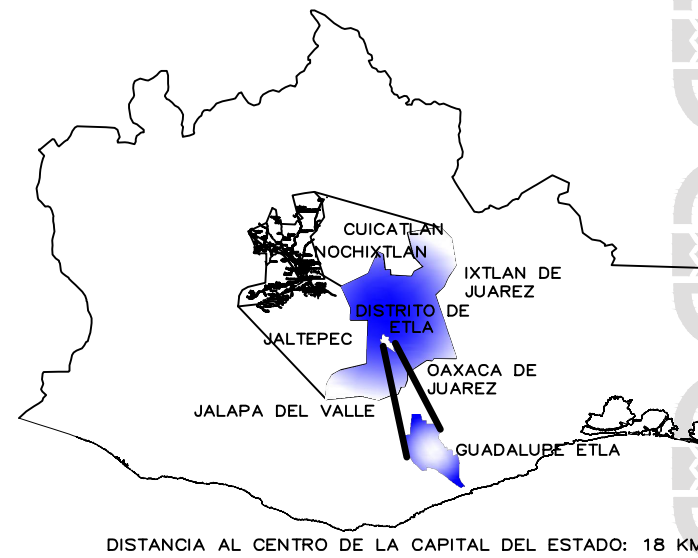 CUICATLAN
NOCHIXTLAN
IXTLAN DE
JUAREZ
DISTRITO DE
ETLA
JALTEPEC
OAXACA DE
JUAREZ
JALAPA DEL VALLE
GUADALUPE ETLA
DISTANCIA AL CENTRO DE LA CAPITAL DEL ESTADO: 18 KM